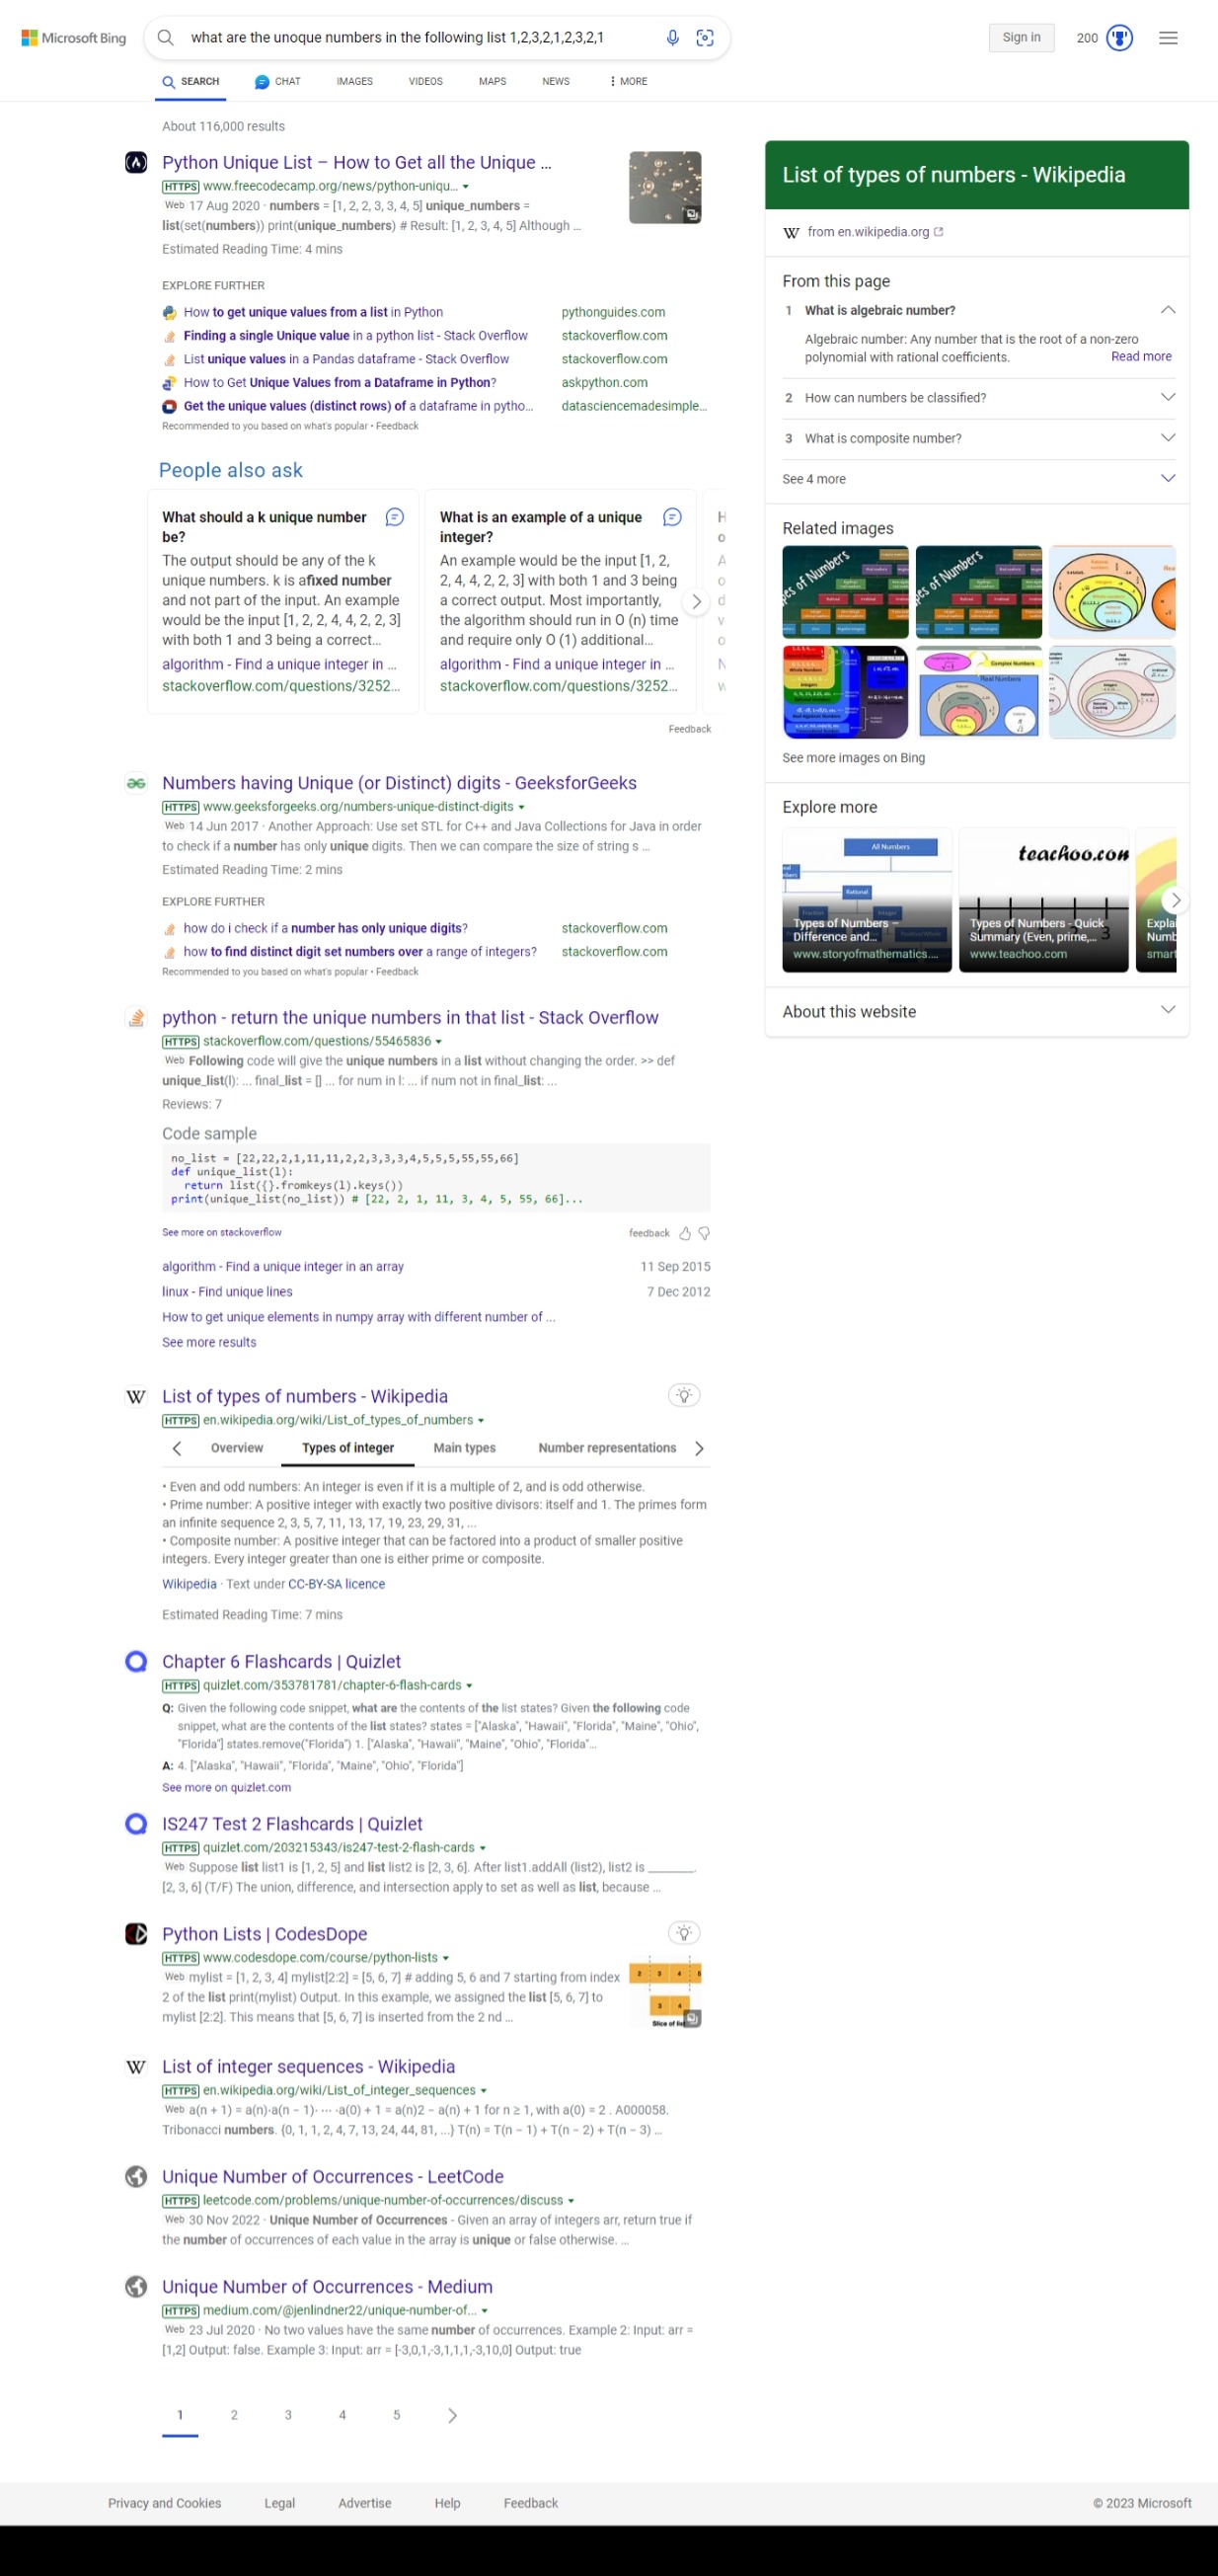 Microsoft Bing
what are the unoque numbers in the following list 1,2,3,2,1,2,3,2,1
Sign in
200
SEARCH
CHAT
IMAGES
VIDEOS
MAPS
NEWS
MORE
About 116,000 results
Python Unique List – How to Get all the Unique ...
HTTPS www.freecodecamp.org/news/python-uniqu...
Web 17 Aug 2020 · numbers = [1, 2, 2, 3, 3, 4, 5] unique_numbers =
list(set(numbers)) print(unique_numbers) # Result: [1, 2, 3, 4, 5] Although ...
Estimated Reading Time: 4 mins
EXPLORE FURTHER
How to get unique values from a list in Python pythonguides.com
Finding a single Unique value in a python list - Stack Overflow stackoverflow.com
List unique values in a Pandas dataframe - Stack Overflow stackoverflow.com
How to Get Unique Values from a Dataframe in Python? askpython.com
Get the unique values (distinct rows) of a dataframe in pytho... datasciencemadesimple...
Recommended to you based on what's popular • Feedback
People also ask
What should a k unique number
be?
The output should be any of the k
unique numbers. k is afixed number
and not part of the input. An example
would be the input [1, 2, 2, 4, 4, 2, 2, 3]
with both 1 and 3 being a correct...
algorithm - Find a unique integer in ...
stackoverflow.com/questions/3252...
What is an example of a unique
integer?
An example would be the input [1, 2,
2, 4, 4, 2, 2, 3] with both 1 and 3 being
a correct output. Most importantly,
the algorithm should run in O (n) time
and require only O (1) additional...
algorithm - Find a unique integer in ...
stackoverflow.com/questions/3252...
Feedback
Numbers having Unique (or Distinct) digits - GeeksforGeeks
HTTPS www.geeksforgeeks.org/numbers-unique-distinct-digits
Web 14 Jun 2017 · Another Approach: Use set STL for C++ and Java Collections for Java in order
to check if a number has only unique digits. Then we can compare the size of string s ...
Estimated Reading Time: 2 mins
EXPLORE FURTHER
how do i check if a number has only unique digits? stackoverflow.com
how to find distinct digit set numbers over a range of integers? stackoverflow.com
Recommended to you based on what's popular • Feedback
python - return the unique numbers in that list - Stack Overflow
HTTPS stackoverflow.com/questions/55465836
Web Following code will give the unique numbers in a list without changing the order. >> def
unique_list(l): ... final_list = [] ... for num in l: ... if num not in final_list: ...
Reviews: 7
Code sample
no_list = [22,22,2,1,11,11,2,2,3,3,3,4,5,5,5,55,55,66]
def unique_list(l):
return list({}.fromkeys(l).keys())
print(unique_list(no_list)) # [22, 2, 1, 11, 3, 4, 5, 55, 66]...
See more on stackoverflow
feedback
algorithm - Find a unique integer in an array 11 Sep 2015
linux - Find unique lines 7 Dec 2012
How to get unique elements in numpy array with different number of ...
See more results
List of types of numbers - Wikipedia
HTTPS en.wikipedia.org/wiki/List_of_types_of_numbers
Overview Types of integer Main types Number representations
• Even and odd numbers: An integer is even if it is a multiple of 2, and is odd otherwise.
• Prime number: A positive integer with exactly two positive divisors: itself and 1. The primes form
an infinite sequence 2, 3, 5, 7, 11, 13, 17, 19, 23, 29, 31, ...
• Composite number: A positive integer that can be factored into a product of smaller positive
integers. Every integer greater than one is either prime or composite.
Wikipedia · Text under CC-BY-SA licence
Estimated Reading Time: 7 mins
Chapter 6 Flashcards | Quizlet
HTTPS quizlet.com/353781781/chapter-6-flash-cards
Q: Given the following code snippet, what are the contents of the list states? Given the following code
snippet, what are the contents of the list states? states = ["Alaska", "Hawaii", "Florida", "Maine", "Ohio",
"Florida"] states.remove("Florida") 1. ["Alaska", "Hawaii", "Maine", "Ohio", "Florida"...
A: 4. ["Alaska", "Hawaii", "Florida", "Maine", "Ohio", "Florida"]
See more on quizlet.com
IS247 Test 2 Flashcards | Quizlet
HTTPS quizlet.com/203215343/is247-test-2-flash-cards
Web Suppose list list1 is [1, 2, 5] and list list2 is [2, 3, 6]. After list1.addAll (list2), list2 is _______.
[2, 3, 6] (T/F) The union, difference, and intersection apply to set as well as list, because ...
Python Lists | CodesDope
HTTPS www.codesdope.com/course/python-lists
Web mylist = [1, 2, 3, 4] mylist[2:2] = [5, 6, 7] # adding 5, 6 and 7 starting from index
2 of the list print(mylist) Output. In this example, we assigned the list [5, 6, 7] to
mylist [2:2]. This means that [5, 6, 7] is inserted from the 2 nd ...
2 3 4
3 4
Slice of list
List of integer sequences - Wikipedia
HTTPS en.wikipedia.org/wiki/List_of_integer_sequences
Web a(n + 1) = a(n)·a(n − 1)· ··· ·a(0) + 1 = a(n)2 − a(n) + 1 for n ≥ 1, with a(0) = 2 . A000058.
Tribonacci numbers. {0, 1, 1, 2, 4, 7, 13, 24, 44, 81, ...} T(n) = T(n − 1) + T(n − 2) + T(n − 3) ...
Unique Number of Occurrences - LeetCode
HTTPS leetcode.com/problems/unique-number-of-occurrences/discuss
Web 30 Nov 2022 · Unique Number of Occurrences - Given an array of integers arr, return true if
the number of occurrences of each value in the array is unique or false otherwise. ...
Unique Number of Occurrences - Medium
HTTPS medium.com/@jenlindner22/unique-number-of...
Web 23 Jul 2020 · No two values have the same number of occurrences. Example 2: Input: arr =
[1,2] Output: false. Example 3: Input: arr = [-3,0,1,-3,1,1,1,-3,10,0] Output: true
1 2 3 4 5
List of types of numbers - Wikipedia
W from en.wikipedia.org
From this page
1 What is algebraic number?
Algebraic number: Any number that is the root of a non-zero
polynomial with rational coefficients. Read more
2 How can numbers be classified?
3 What is composite number?
See 4 more
Related images
Complex Numbers
Real Numbers
See more images on Bing
Explore more
All Numbers
Rational
Types of Numbers –
Difference and...
www.storyofmathematics....
teachoo.com
Types of Numbers - Quick
Summary (Even, prime,...
www.teachoo.com
Expla
Numb
smart
About this website
Privacy and Cookies Legal Advertise Help Feedback
© 2023 Microsoft